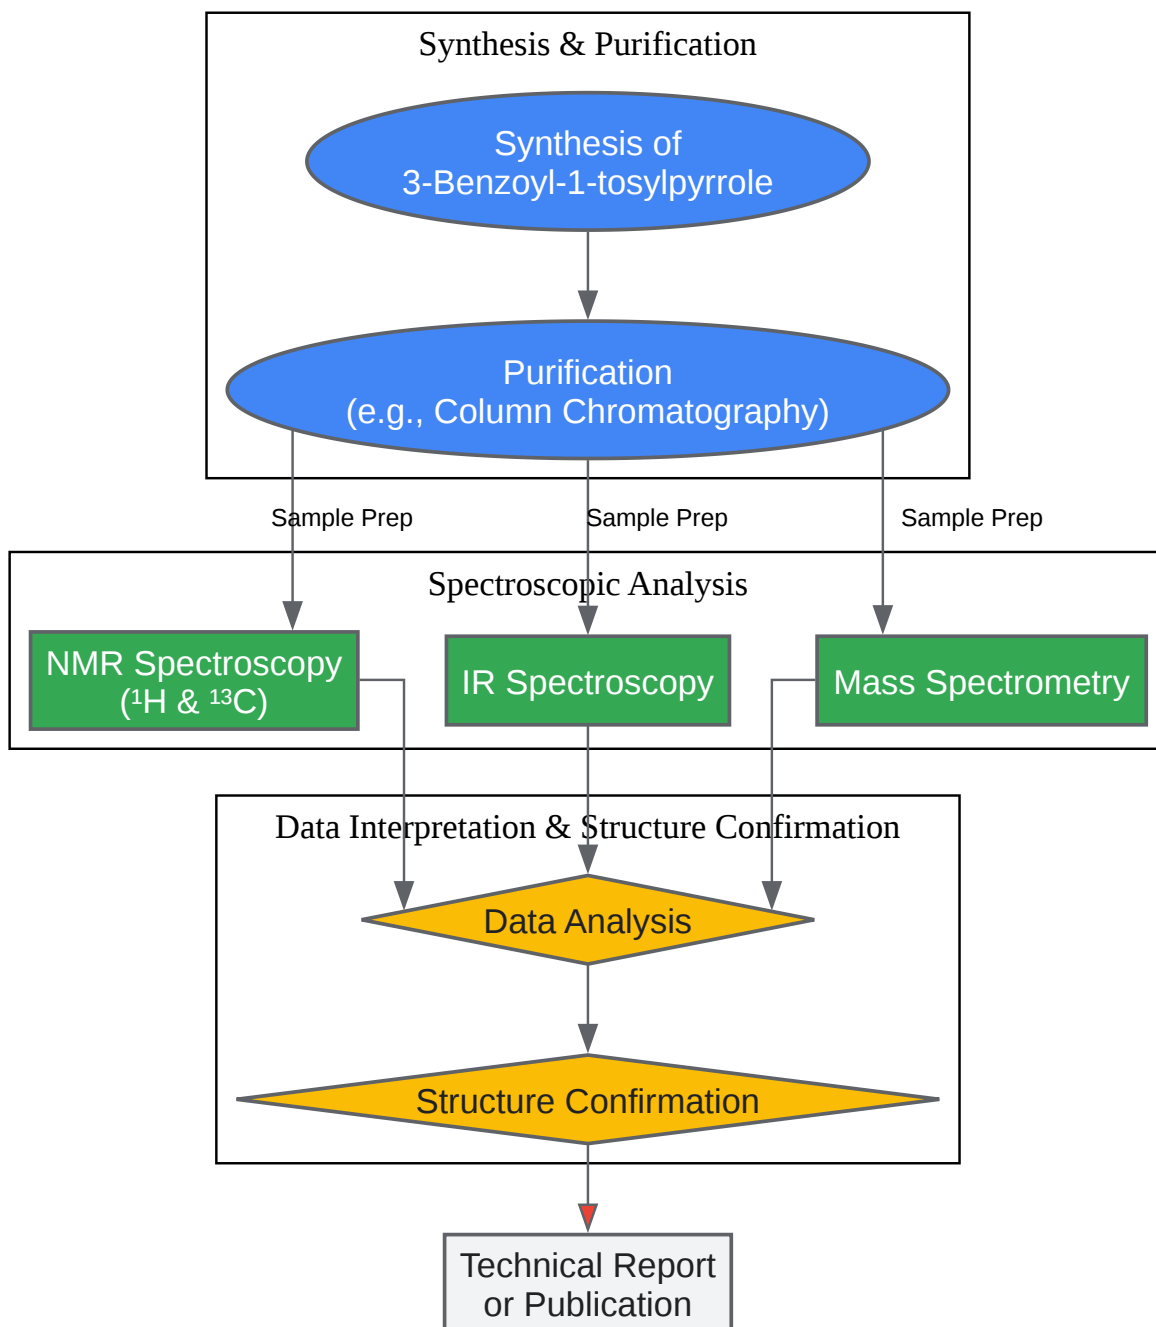 Synthesis & Purification
Synthesis of
3-Benzoyl-1-tosylpyrrole
Purification
(e.g., Column Chromatography)
Sample Prep
Sample Prep
Sample Prep
Spectroscopic Analysis
NMR Spectroscopy
(¹H & ¹³C)
IR Spectroscopy
Mass Spectrometry
Data Interpretation & Structure Confirmation
Data Analysis
Structure Confirmation
Technical Report
or Publication